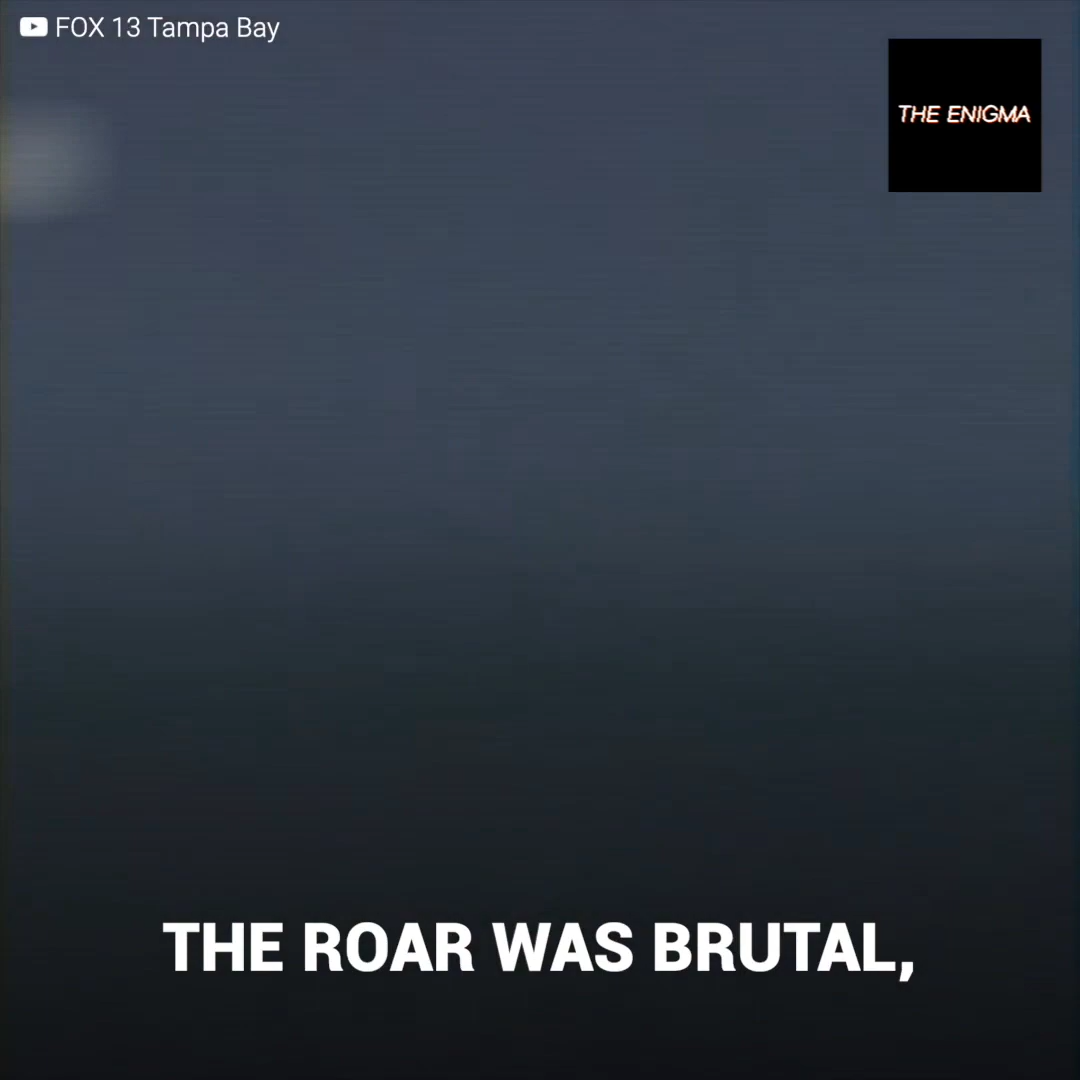 FOX 13 Tampa Bay
THE ENIGMA
THE ROAR WAS BRUTAL,